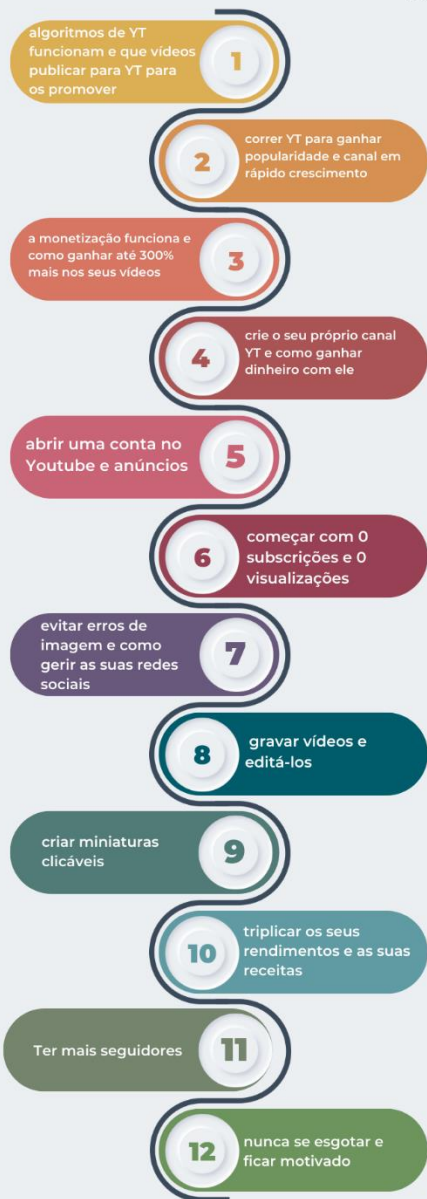 algoritmos de YT
funcionam e que vídeos
publicar para YT para
os promover
1
2
correr YT para ganhar
popularidade e canal em
rápido crescimento
a monetização funciona e
como ganhar até 300%
mais nos seus vídeos
3
4
crie o seu próprio canal
YT e como ganhar
dinheiro com ele
abrir uma conta no
Youtube e anúncios
5
6
começar com 0
subscrições e 0
visualizações
evitar erros de
imagem e como
gerir as suas redes
sociais
7
8
gravar vídeos e
editá-los
criar miniaturas
clicáveis
9
10
triplicar os seus
rendimentos e as suas
receitas
Ter mais seguidores
11
12
nunca se esgotar e
ficar motivado